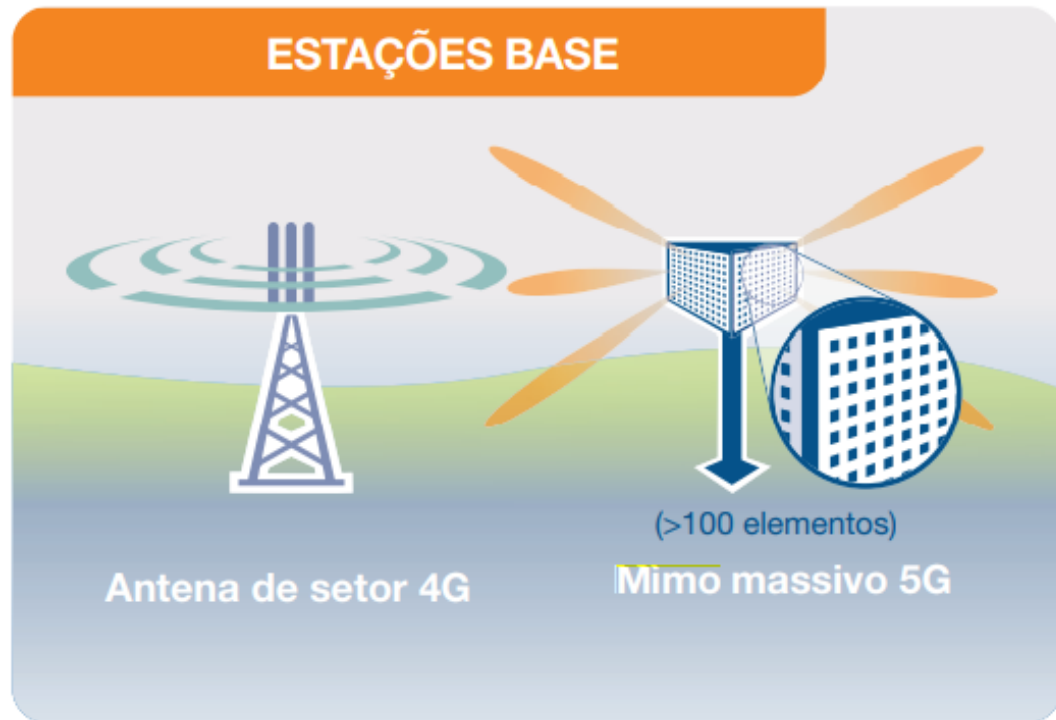 ESTAÇÕES BASE
(>100 elementos)
Antena de setor 4G
Mimo massivo 5G